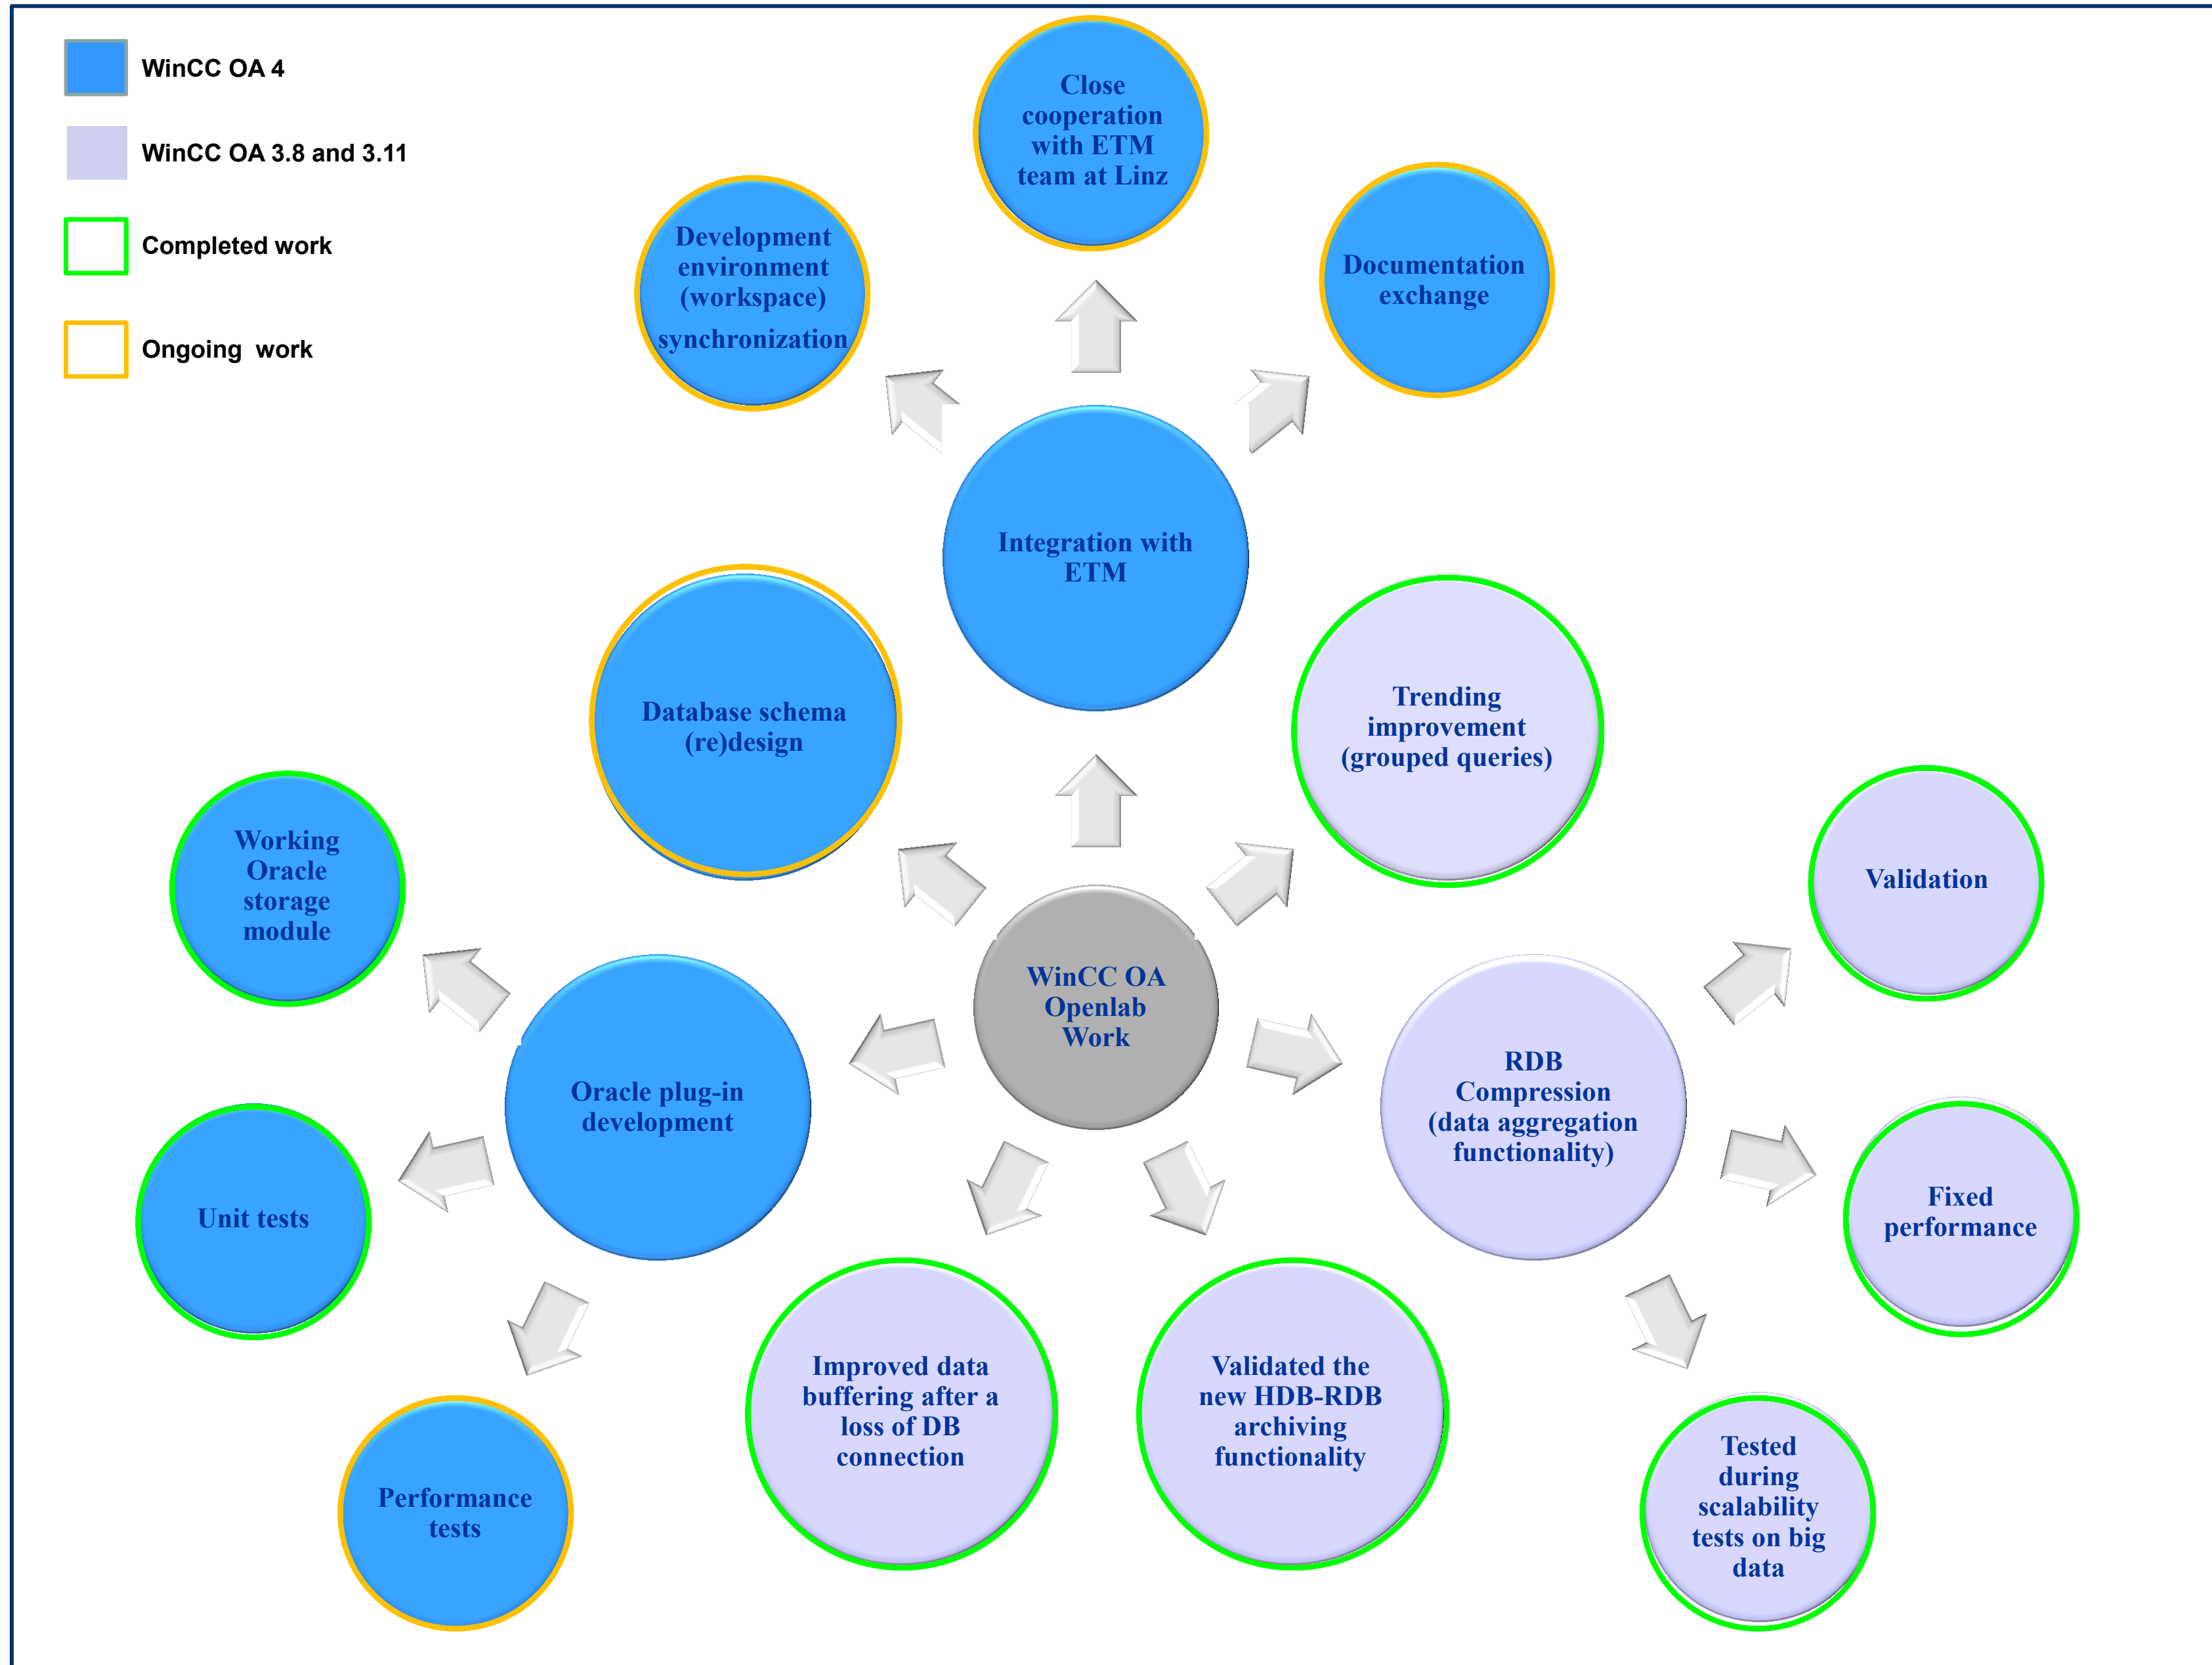 WinCC OA 4
WinCC OA 3.8 and 3.11
Completed work
Ongoing work
Close
cooperation
with ETM
team at Linz
Development
environment
(workspace)
synchronization
Documentation
exchange
Integration with
ETM
Database schema
(re)design
Trending
improvement
(grouped queries)
Working
Oracle
storage
module
Validation
WinCC OA
Openlab
Work
Oracle plug-in
development
RDB
Compression
(data aggregation
functionality)
Unit tests
Fixed
performance
Improved data
buffering after a
loss of DB
connection
Validated the
new HDB-RDB
archiving
functionality
Performance
tests
Tested
during
scalability
tests on big
data